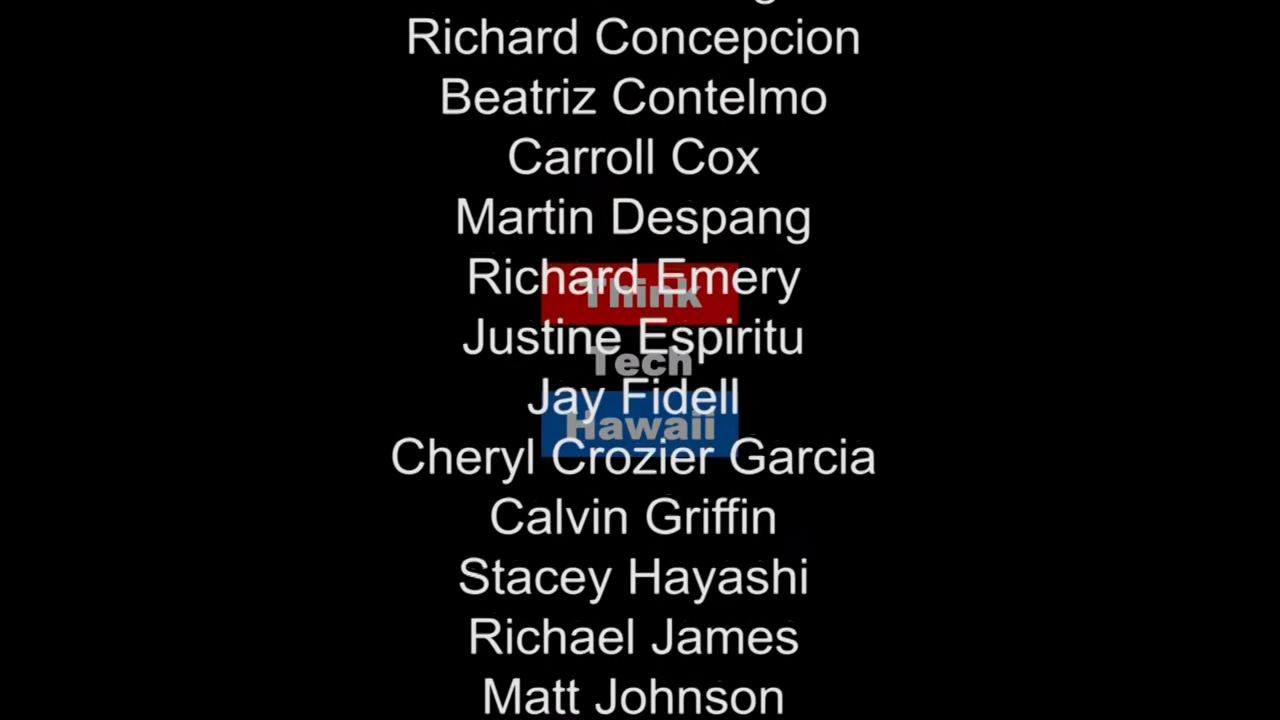 Richard Concepcion
Beatriz Contelmo
Carroll Cox
Martin Despang
Richard Emery
Think
Justine Espiritu
Tech
Jay Fidell
Hawaii
Cheryl Crozier Garcia
Calvin Griffin
Stacey Hayashi
Richael James
Matt Johnson